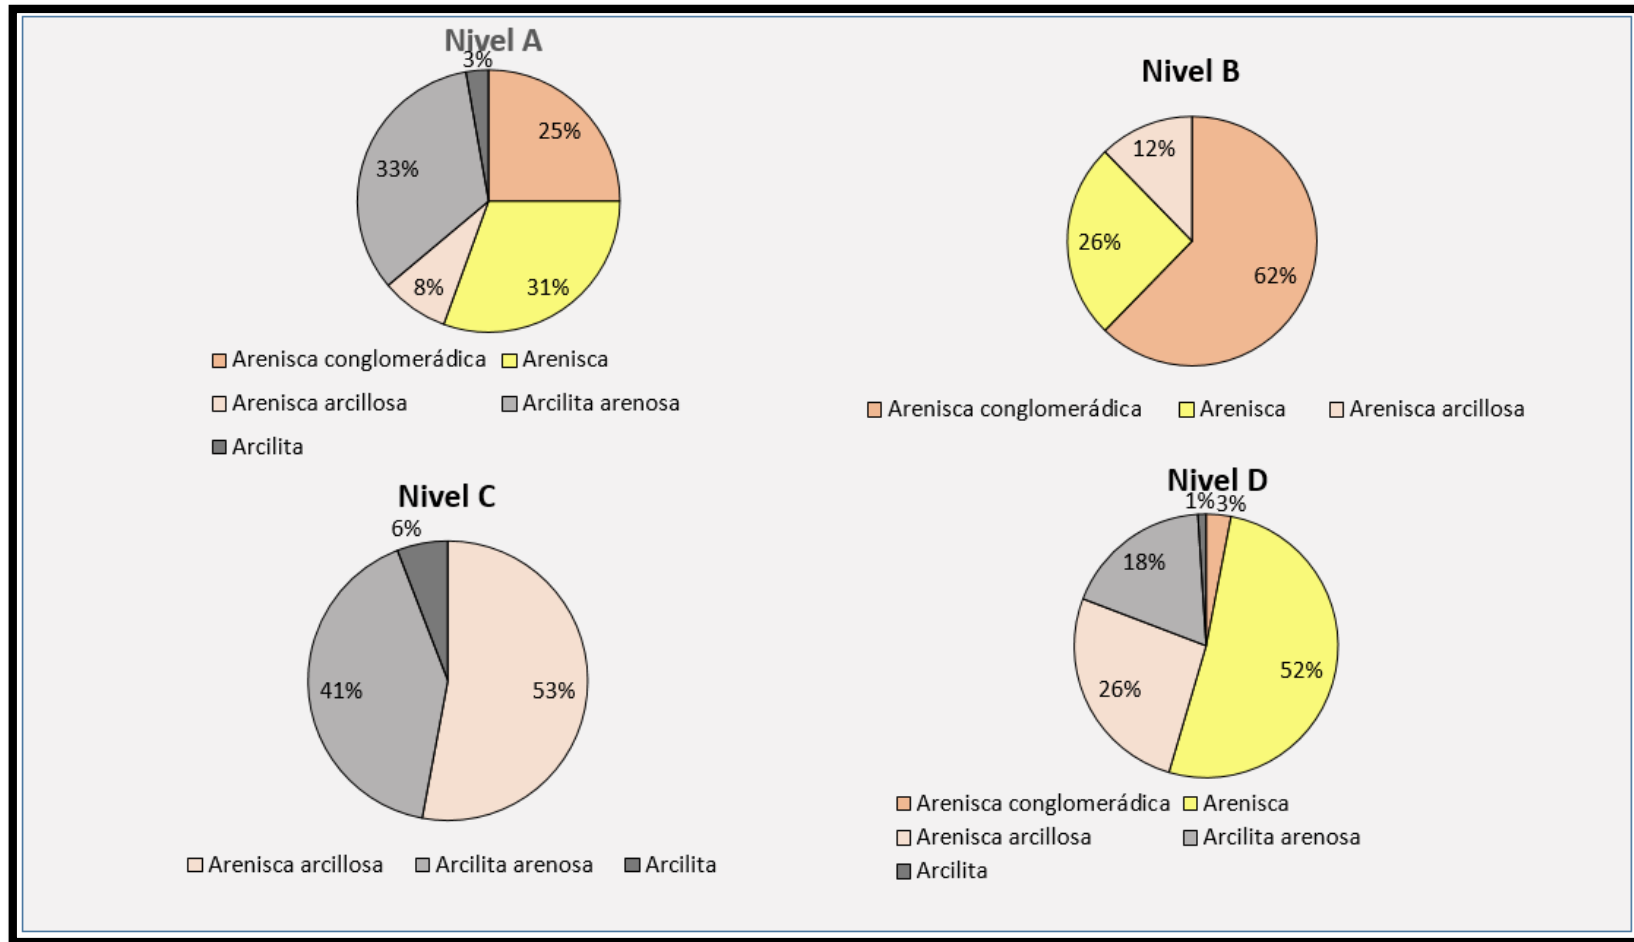 Nivel A
3%
25%
33%
8%
31%
Arenisca conglomerádica Arenisca
Arenisca arcillosa Arcilita arenosa
Arcilita
Nivel B
12%
26%
62%
Arenisca conglomerádica Arenisca Arenisca arcillosa
Nivel C
6%
41%
53%
Arenisca arcillosa Arcilita arenosa Arcilita
Nivel D
1% 3%
18%
52%
26%
Arenisca conglomerádica Arenisca
Arenisca arcillosa Arcilita arenosa
Arcilita